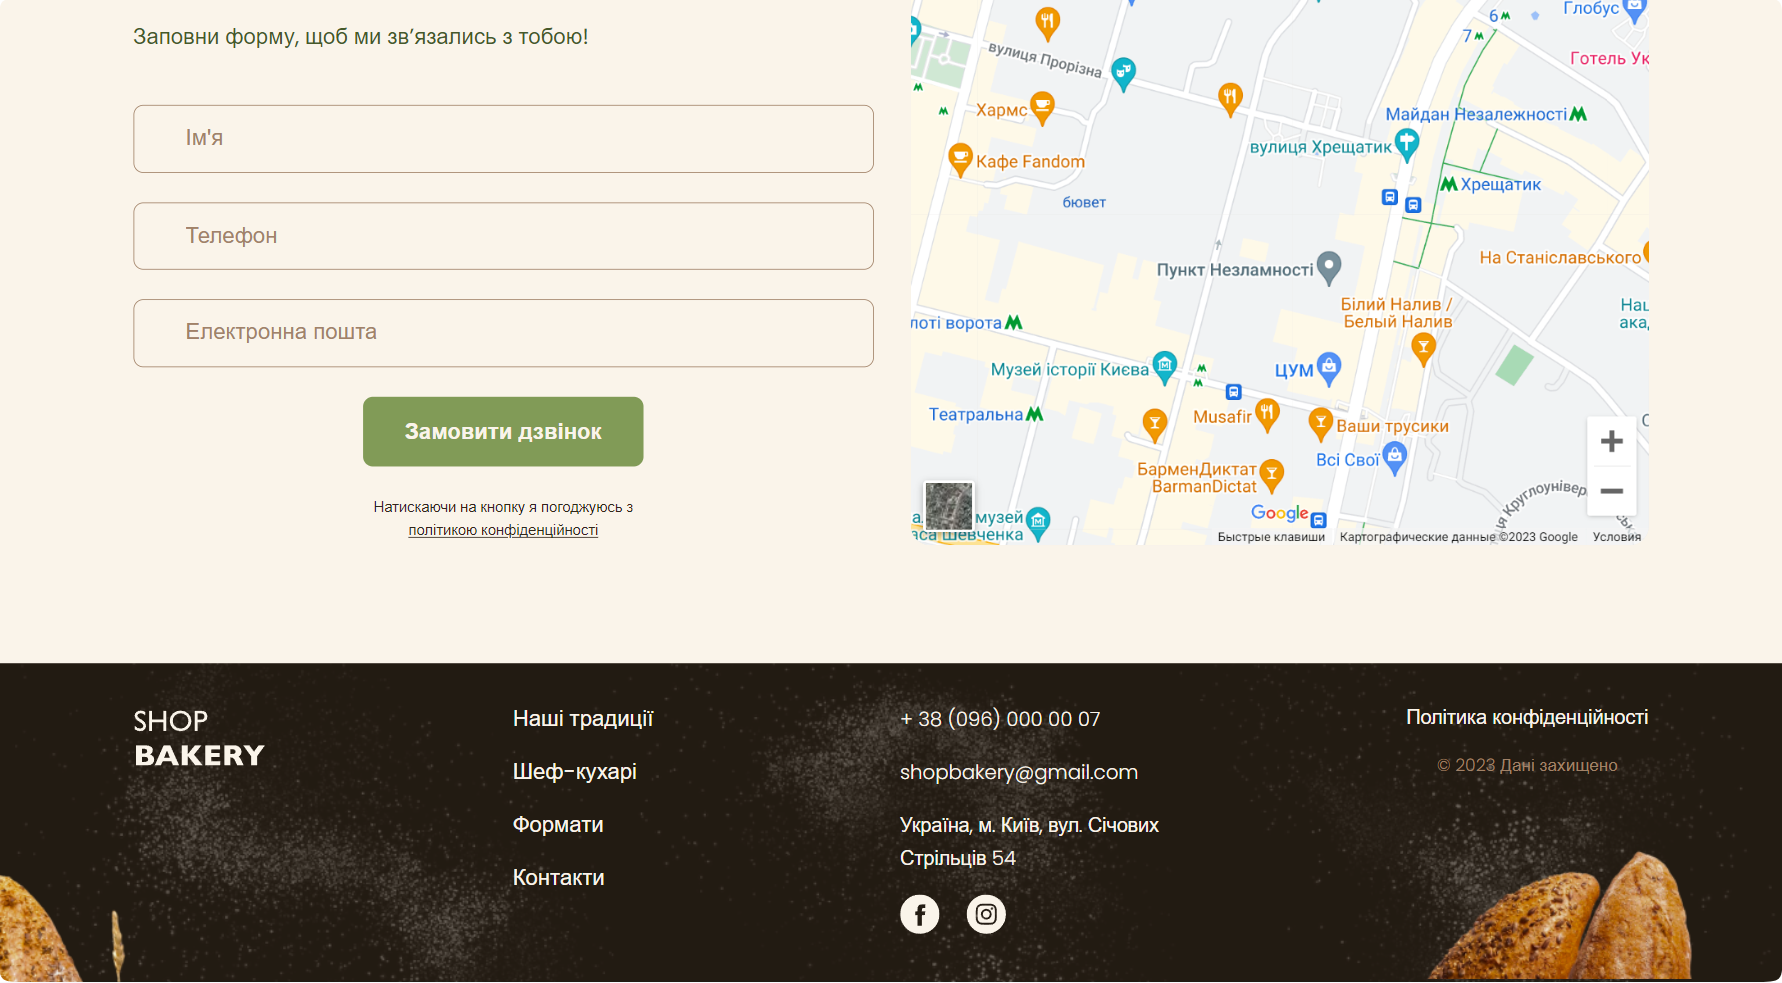 Заповни форму, щоб ми зв’язались з тобою!
Ім'я
Телефон
Електронна пошта
Замовити дзвінок
Натискаючи на кнопку я погоджуюсь з
політикою конфіденційності
Глобус
6
7
вулиця Прорізна
Готель Ук
Хармс
Майдан Незалежності
вулиця Хрещатик
Кафе Fandom
Хрещатик
бювет
Пункт Незламності
На Станіславського
Білий Налив /
Белый Налив
Нац
ака
лоті ворота
Музей історії Києва
ЦУМ
Театральна
Musafir
Ваши трусики
Всі Свої
БарменДиктат
BarmanDictat
Круглоунівер
музей
Шевченка
Google
Быстрые клавиши
Картографические данные ©2023 Google
Условия
SHOP
BAKERY
Наші традиції
Шеф-кухарі
Формати
Контакти
+ 38 (096) 000 00 07
shopbakery@gmail.com
Україна, м. Київ, вул. Січових
Стрільців 54
Політика конфіденційності
© 2023 Дані захищено